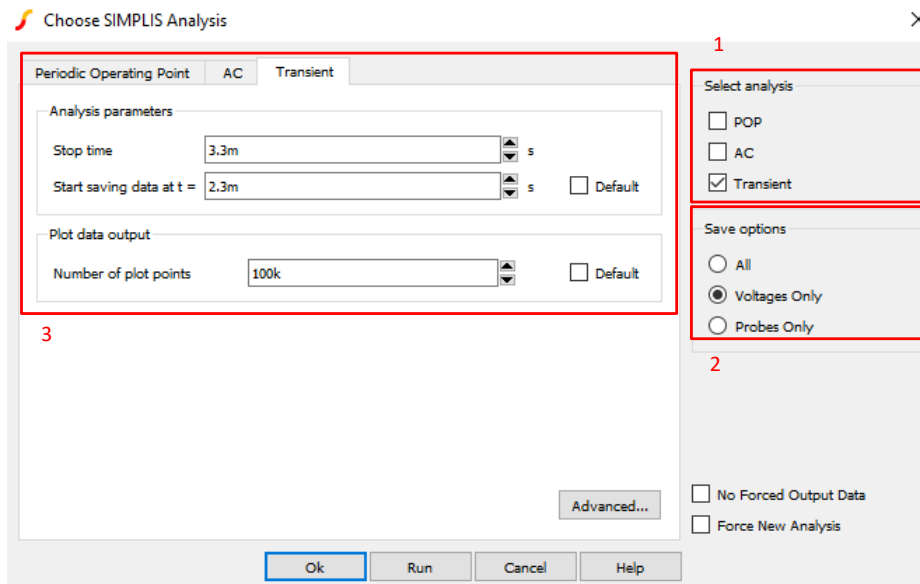 Choose SIMPLIS Analysis
1
Periodic Operating Point AC Transient
Select analysis
POP
AC
Transient
Analysis parameters
Stop time 3.3m s
Start saving data at t = 2.3m s Default
Save options
All
Voltages Only
Probes Only
2
Plot data output
Number of plot points 100k Default
3
Advanced...
No Forced Output Data
Force New Analysis
Ok Run Cancel Help